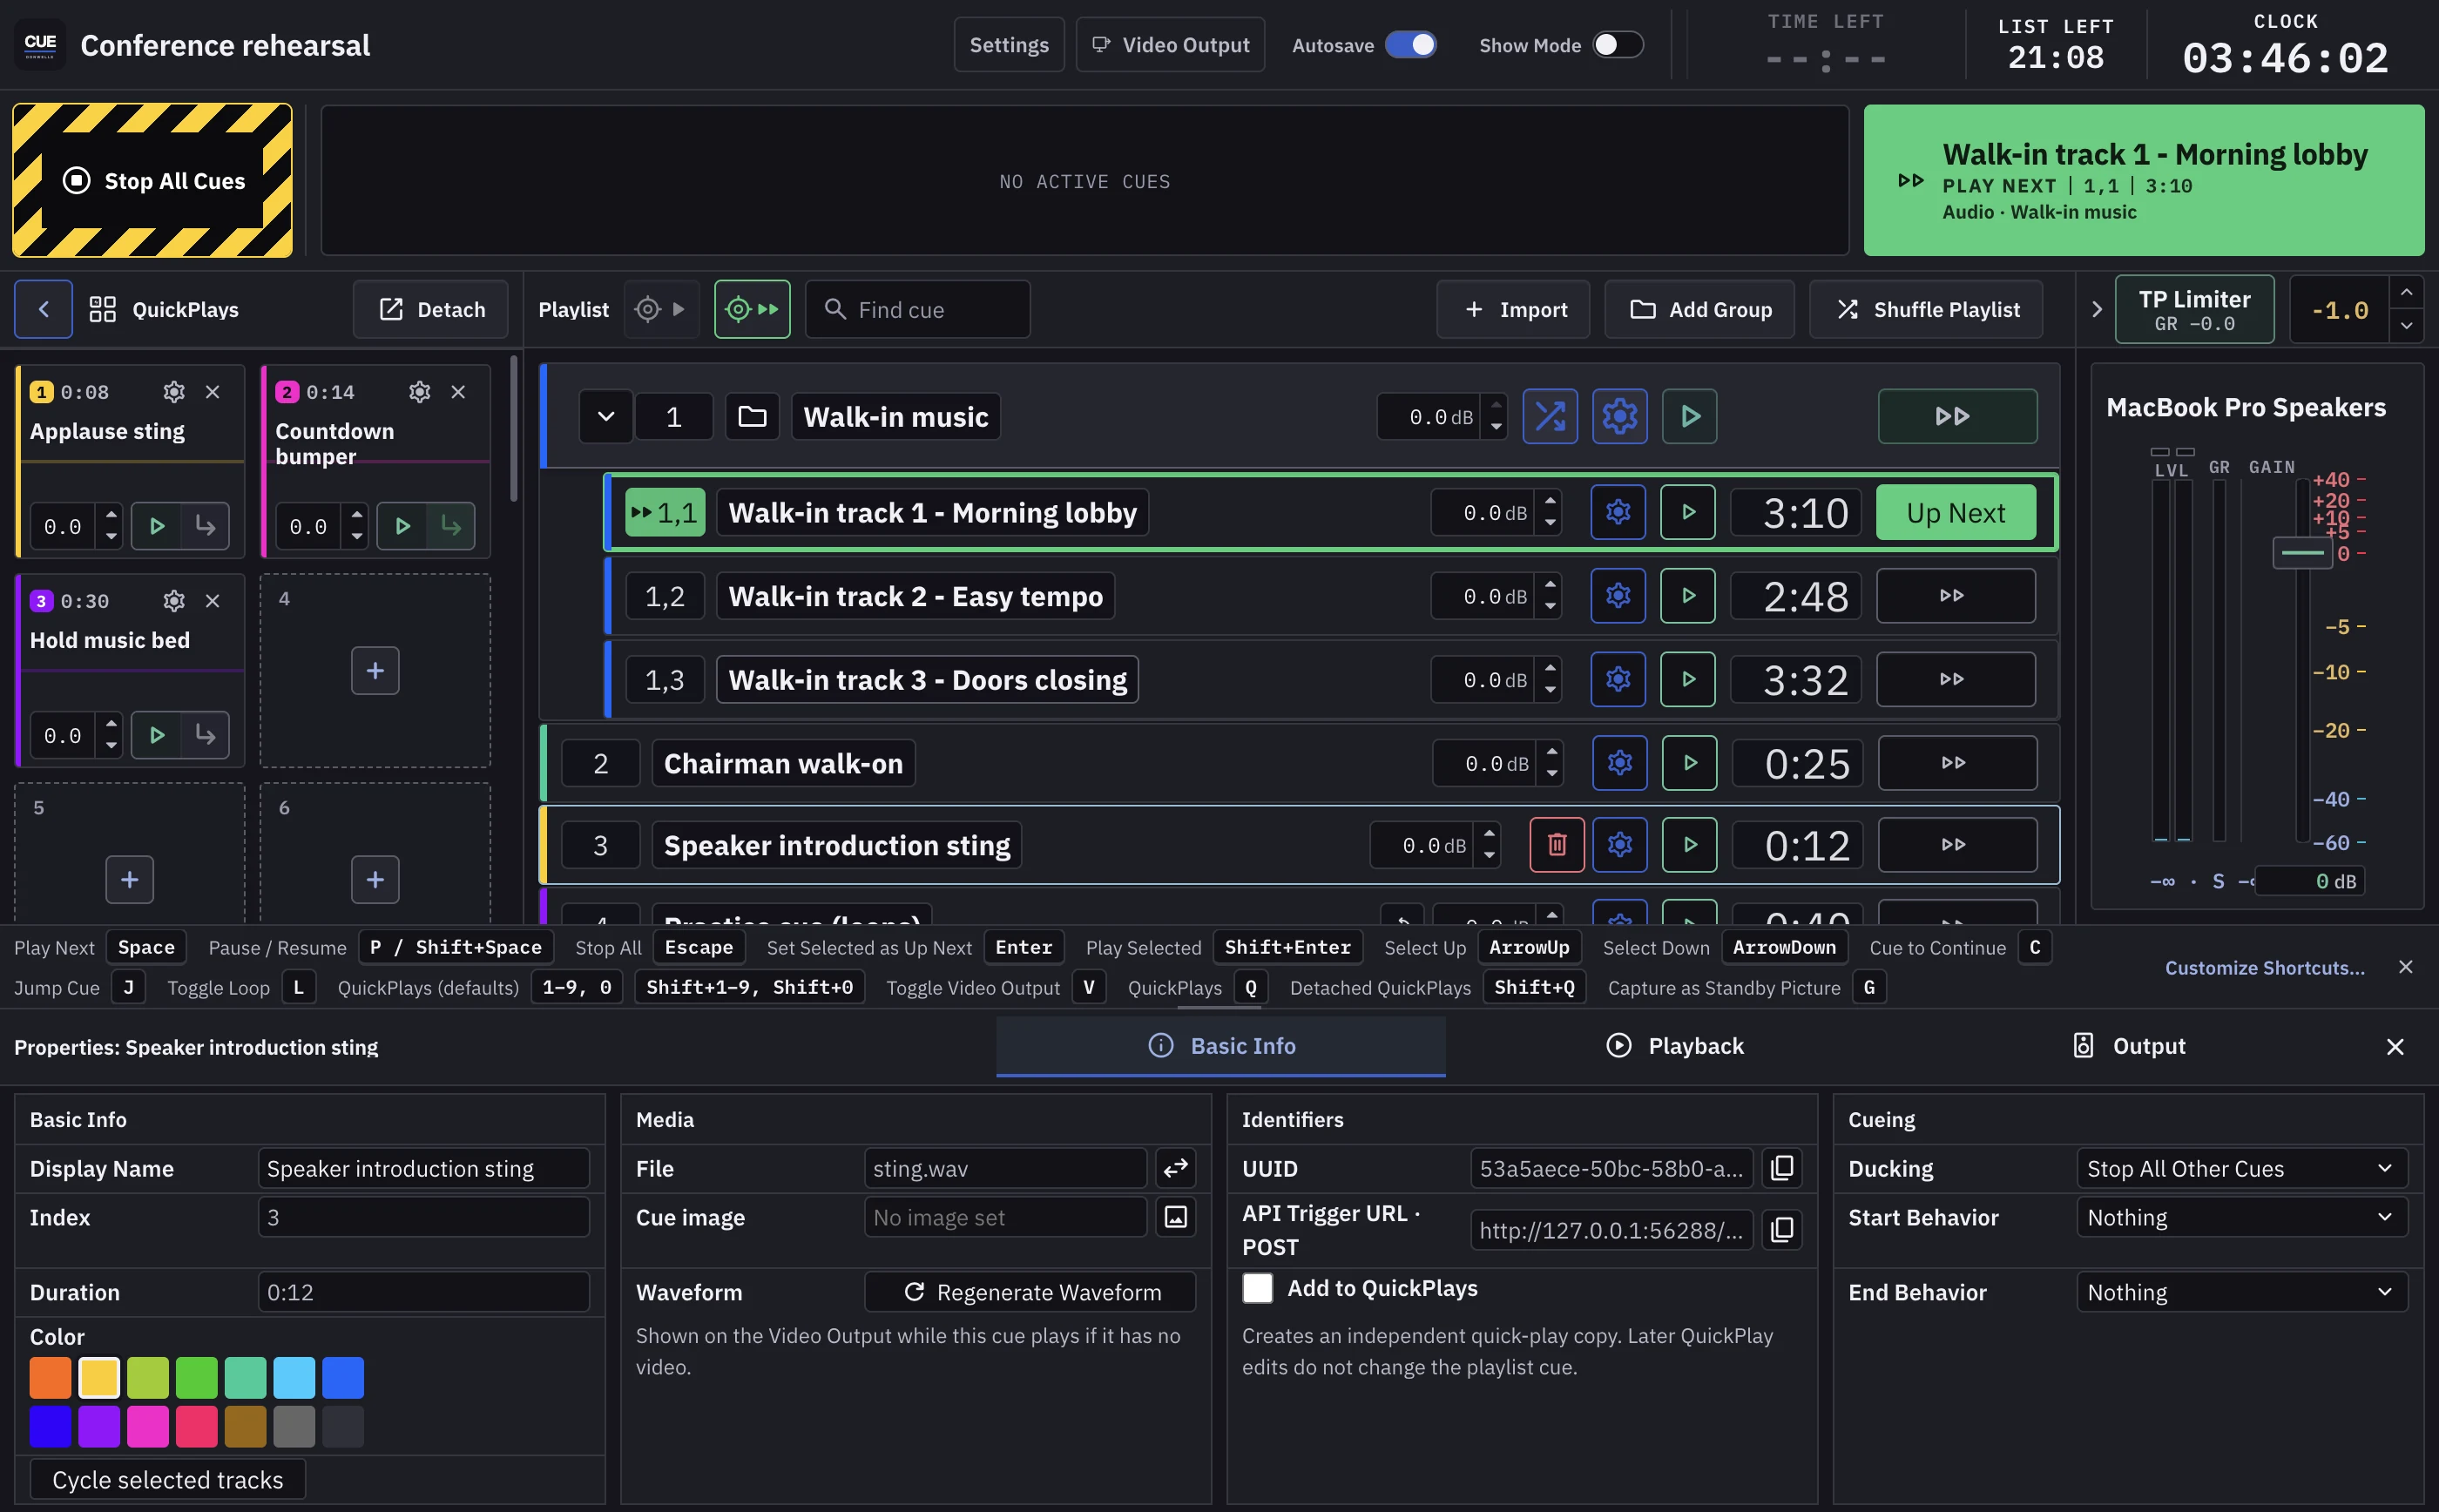 CUE
Conference rehearsal
Settings
Video Output
Autosave
Show Mode
TIME LEFT
--:--
LIST LEFT
21:08
CLOCK
03:46:02
Stop All Cues
NO ACTIVE CUES
Walk-in track 1 - Morning lobby
PLAY NEXT | 1,1 | 3:10
Audio · Walk-in music
QuickPlays
Detach
Playlist
Find cue
Import
Add Group
Shuffle Playlist
TP Limiter
GR -0.0
-1.0
1 0:08
Applause sting
0.0
2 0:14
Countdown
bumper
0.0
3 0:30
Hold music bed
0.0
4
5
6
1
Walk-in music
0.0 dB
1,1
Walk-in track 1 - Morning lobby
0.0 dB
3:10
Up Next
1,2
Walk-in track 2 - Easy tempo
0.0 dB
2:48
1,3
Walk-in track 3 - Doors closing
0.0 dB
3:32
2
Chairman walk-on
0.0 dB
0:25
3
Speaker introduction sting
0.0 dB
0:12
4
Practice cue (loops)
0.0 dB
0:40
MacBook Pro Speakers
LVL GR GAIN
+40
+20
+10
+5
0
-5
-10
-20
-40
-60
-∞ · S
0 dB
Play Next Space
Pause / Resume P / Shift+Space
Stop All Escape
Set Selected as Up Next Enter
Play Selected Shift+Enter
Select Up ArrowUp
Select Down ArrowDown
Cue to Continue C
Jump Cue J
Toggle Loop L
QuickPlays (defaults) 1-9, 0 Shift+1-9, Shift+0
Toggle Video Output V
QuickPlays Q
Detached QuickPlays Shift+Q
Capture as Standby Picture G
Customize Shortcuts...
Properties: Speaker introduction sting
Basic Info
Playback
Output
Basic Info
Display Name
Speaker introduction sting
Index
3
Duration
0:12
Color
Cycle selected tracks
Media
File
sting.wav
Cue image
No image set
Waveform
Regenerate Waveform
Shown on the Video Output while this cue plays if it has no
video.
Identifiers
UUID
53a5aece-50bc-58b0-a...
API Trigger URL ·
POST
http://127.0.0.1:56288/...
Add to QuickPlays
Creates an independent quick-play copy. Later QuickPlay
edits do not change the playlist cue.
Cueing
Ducking
Stop All Other Cues
Start Behavior
Nothing
End Behavior
Nothing